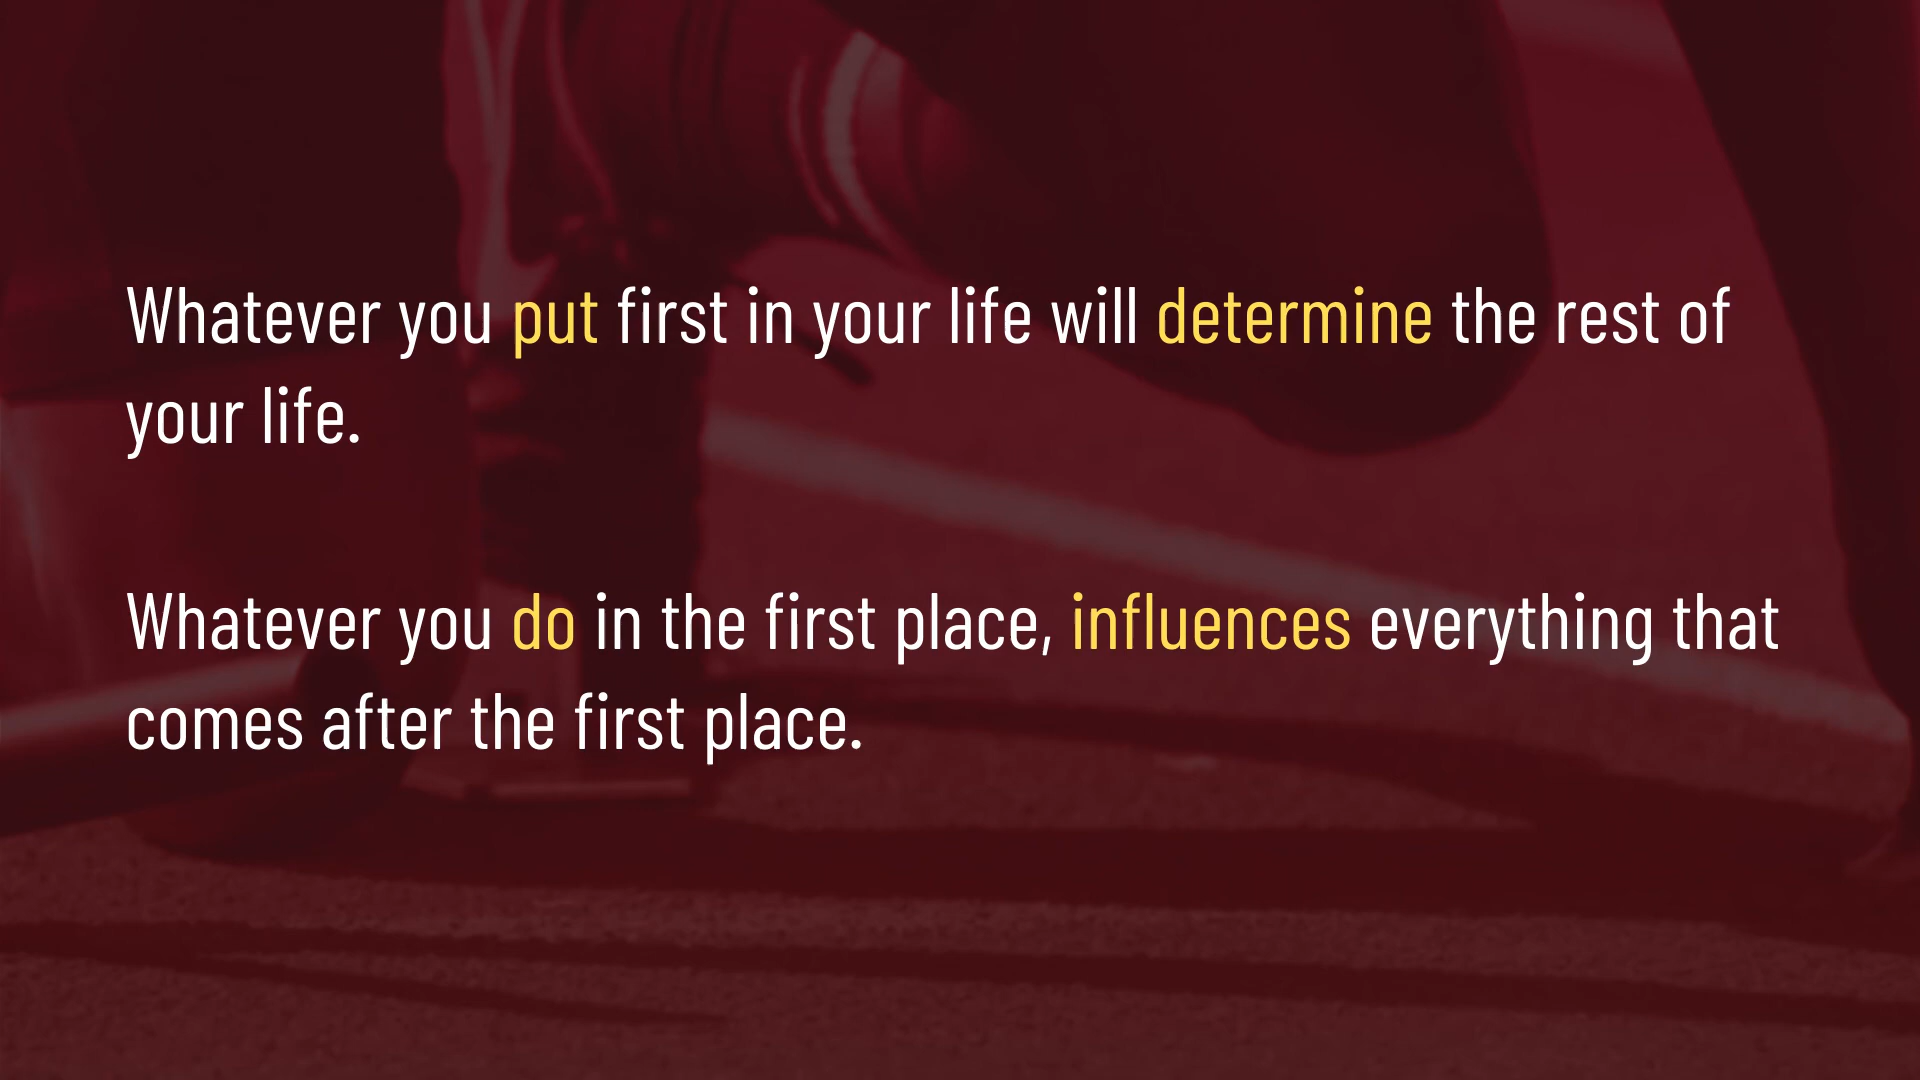 Whatever you put first in your life will determine the rest of
your life.
Whatever you do in the first place, influences everything that
comes after the first place.